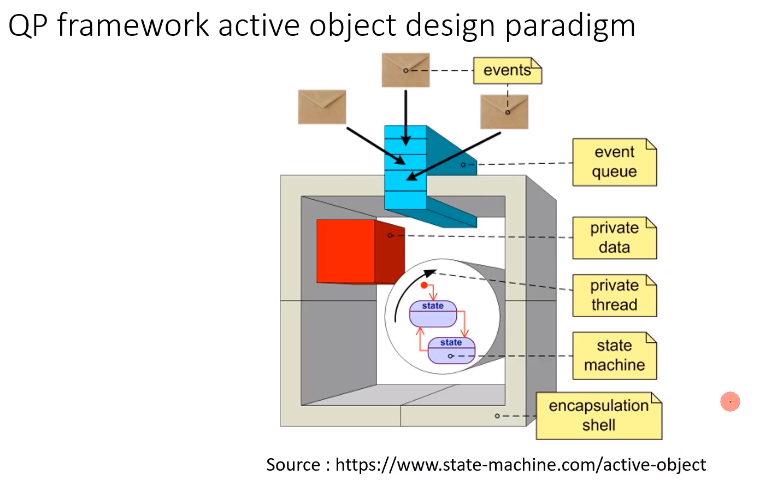 QP framework active object design paradigm
events
event
queue
private
data
private
thread
state
state
state
machine
encapsulation
shell
Source : https://www.state-machine.com/active-object